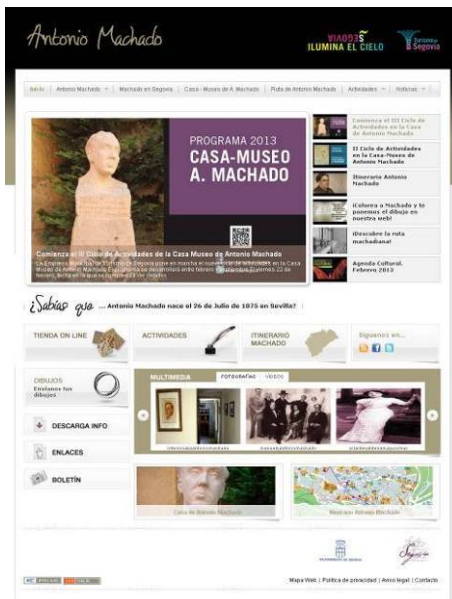 Antonio Machado
SEGOVIA
ILUMINA EL CIELO
Turismo de
Segovia
Inicio | Antonio Machado | Machado en Segovia | Casa - Museo de A. Machado | Ruta de Antonio Machado | Actividades | Noticias
PROGRAMA 2013
CASA-MUSEO
A. MACHADO
Comienza el III Ciclo de Actividades de la Casa Museo de Antonio Machado
Comienza el III Ciclo de
Actividades en la Casa
de Antonio Machado
II Ciclo de Actividades
en la Casa-Museo de
Antonio Machado
Itinerario Antonio
Machado
¡Colorea a Machado y te
ponemos el dibujo en
nuestra web!
¡Descubre la ruta
machadiana!
Agenda Cultural.
Febrero 2013
¿Sabías que ... Antonio Machado nace el 26 de Julio de 1875 en Sevilla?
TIENDA ON LINE
ACTIVIDADES
ITINERARIO
MACHADO
Síguenos en...
DIBUJOS
Envíanos tus
dibujos
MULTIMEDIA
FOTOGRAFÍAS
VÍDEOS
DESCARGA INFO
ENLACES
BOLETÍN
Casa de Antonio Machado
Antonio Machado
Mapa Web | Política de privacidad | Aviso legal | Contacto